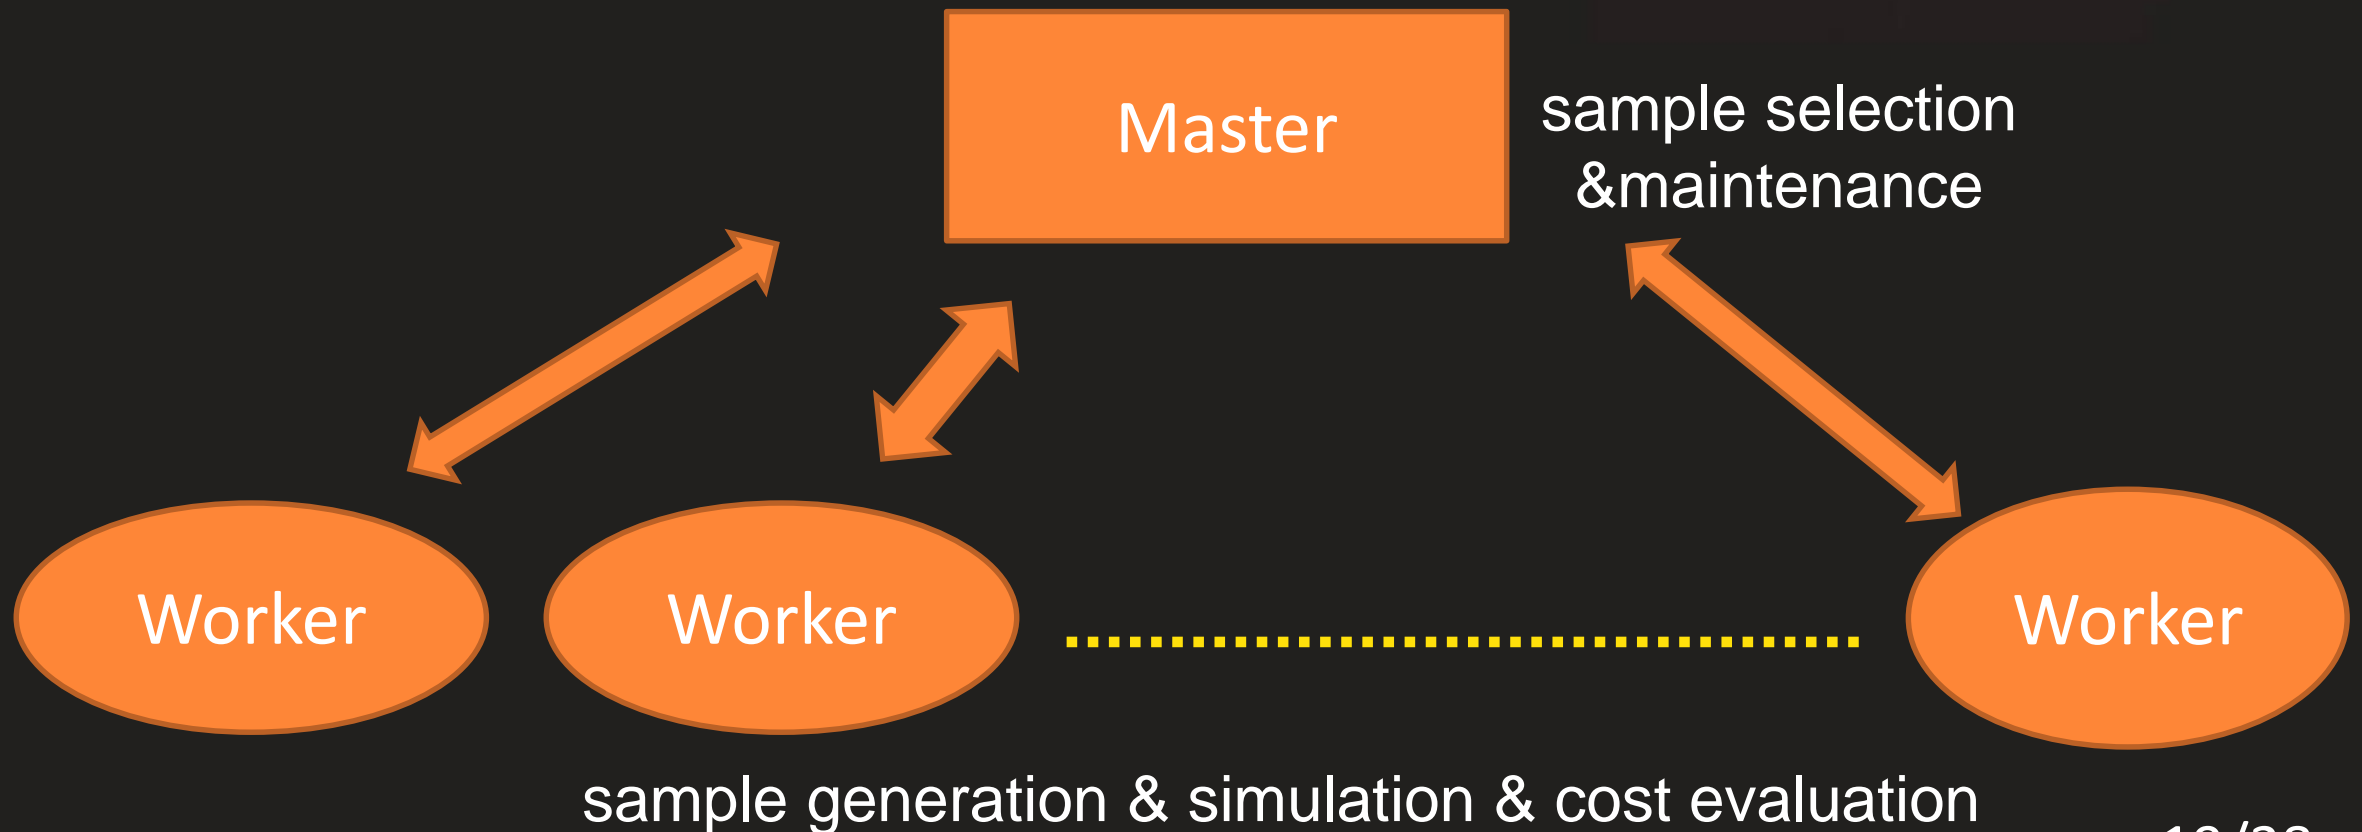 Master
sample selection
&maintenance
Worker
Worker
Worker
sample generation & simulation & cost evaluation